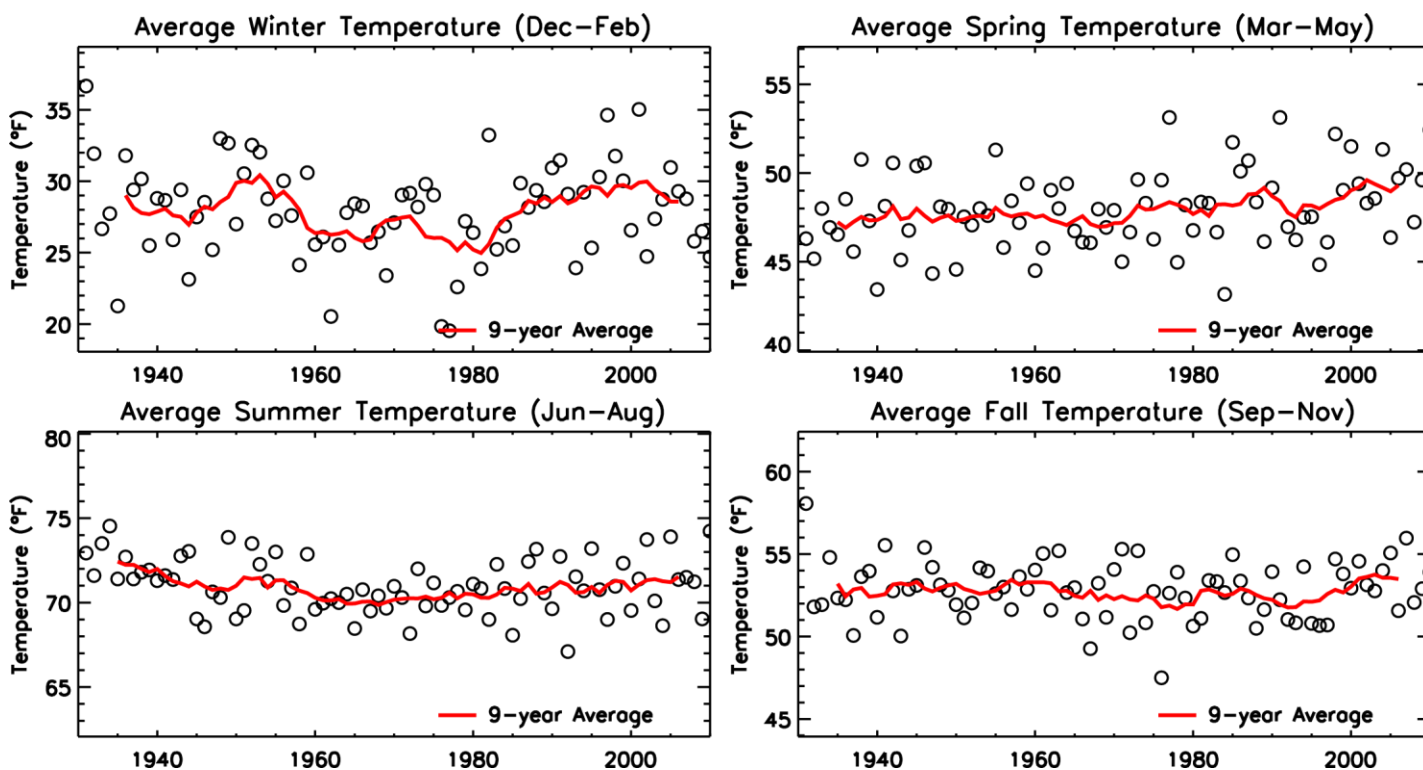 Average Winter Temperature (Dec-Feb)
Temperature (°F)
35
30
25
20
9-year Average
1940
1960
1980
2000
Average Spring Temperature (Mar-May)
Temperature (°F)
55
50
45
40
9-year Average
1940
1960
1980
2000
Average Summer Temperature (Jun-Aug)
Temperature (°F)
80
75
70
65
9-year Average
1940
1960
1980
2000
Average Fall Temperature (Sep-Nov)
Temperature (°F)
60
55
50
45
9-year Average
1940
1960
1980
2000